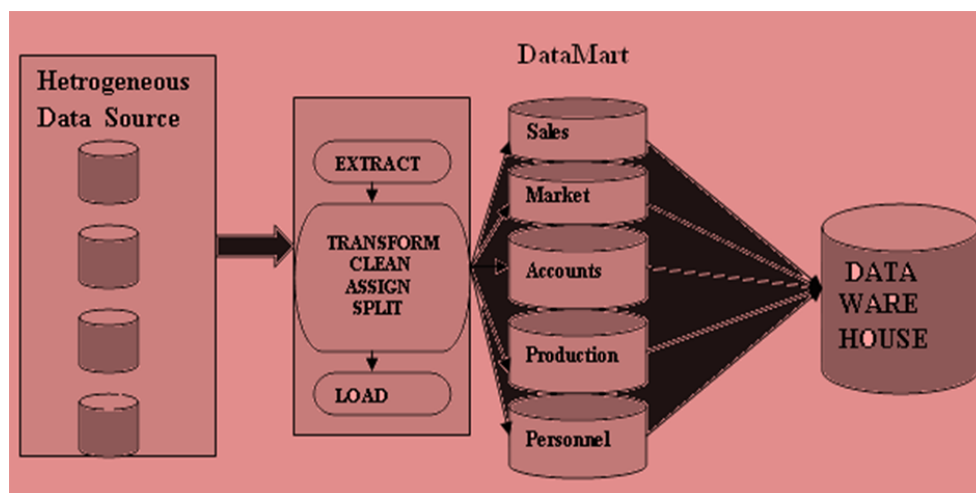 Hetrogeneous
Data Source
EXTRACT
TRANSFORM
CLEAN
ASSIGN
SPLIT
LOAD
DataMart
Sales
Market
Accounts
Production
Personnel
DATA
WARE
HOUSE